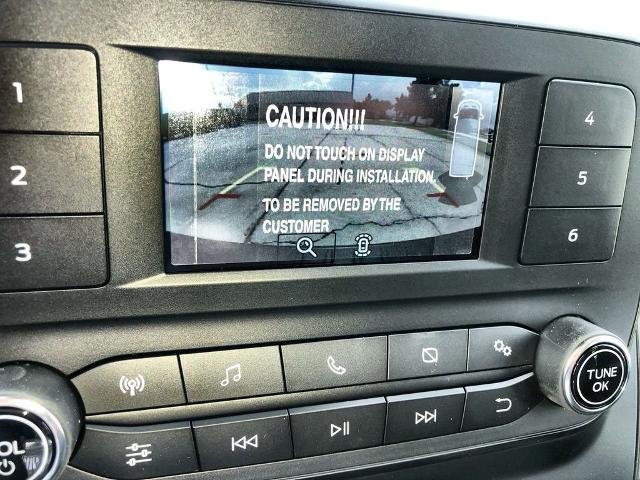 CAUTION!!!
DO NOT TOUCH ON DISPLAY
PANEL DURING INSTALLATION.
TO BE REMOVED BY THE
CUSTOMER
1
2
3
4
5
6
TUNE
OK
OL